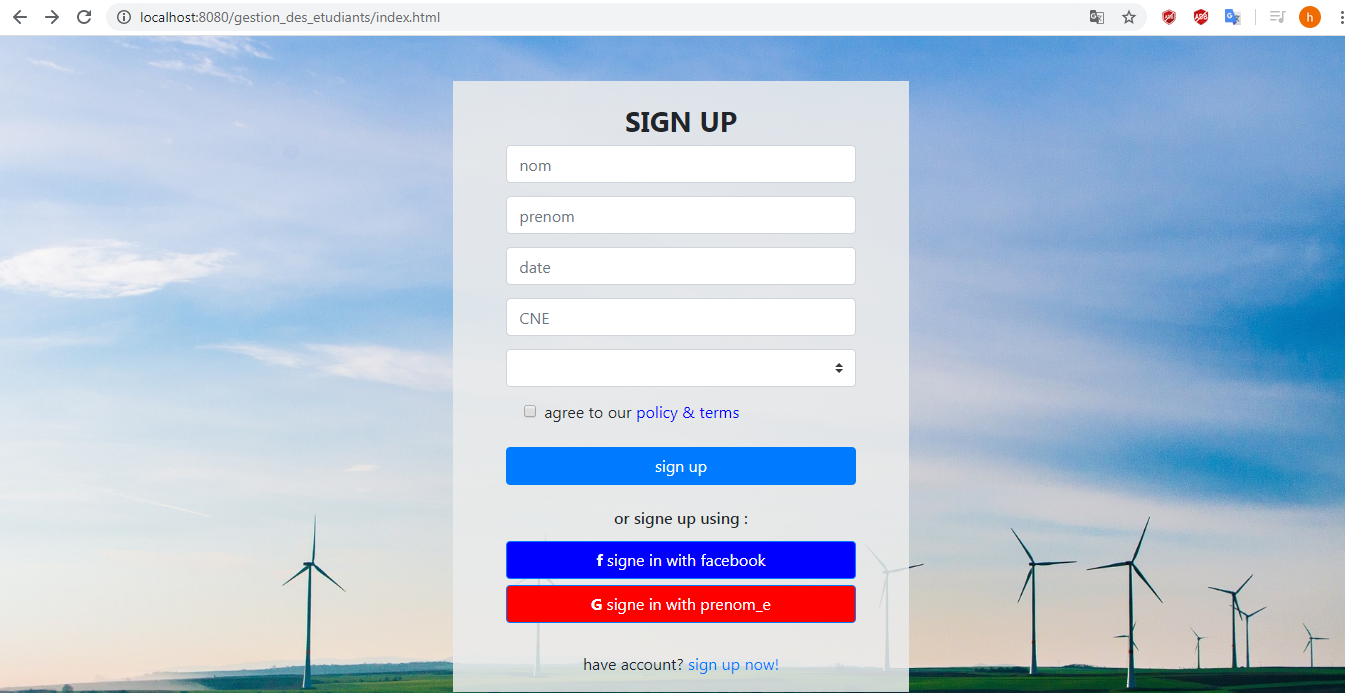 localhost:8080/gestion_des_etudiants/index.html
h
SIGN UP
nom
prenom
date
CNE
agree to our policy & terms
sign up
or signe up using :
f signe in with facebook
G signe in with prenom_e
have account? sign up now!